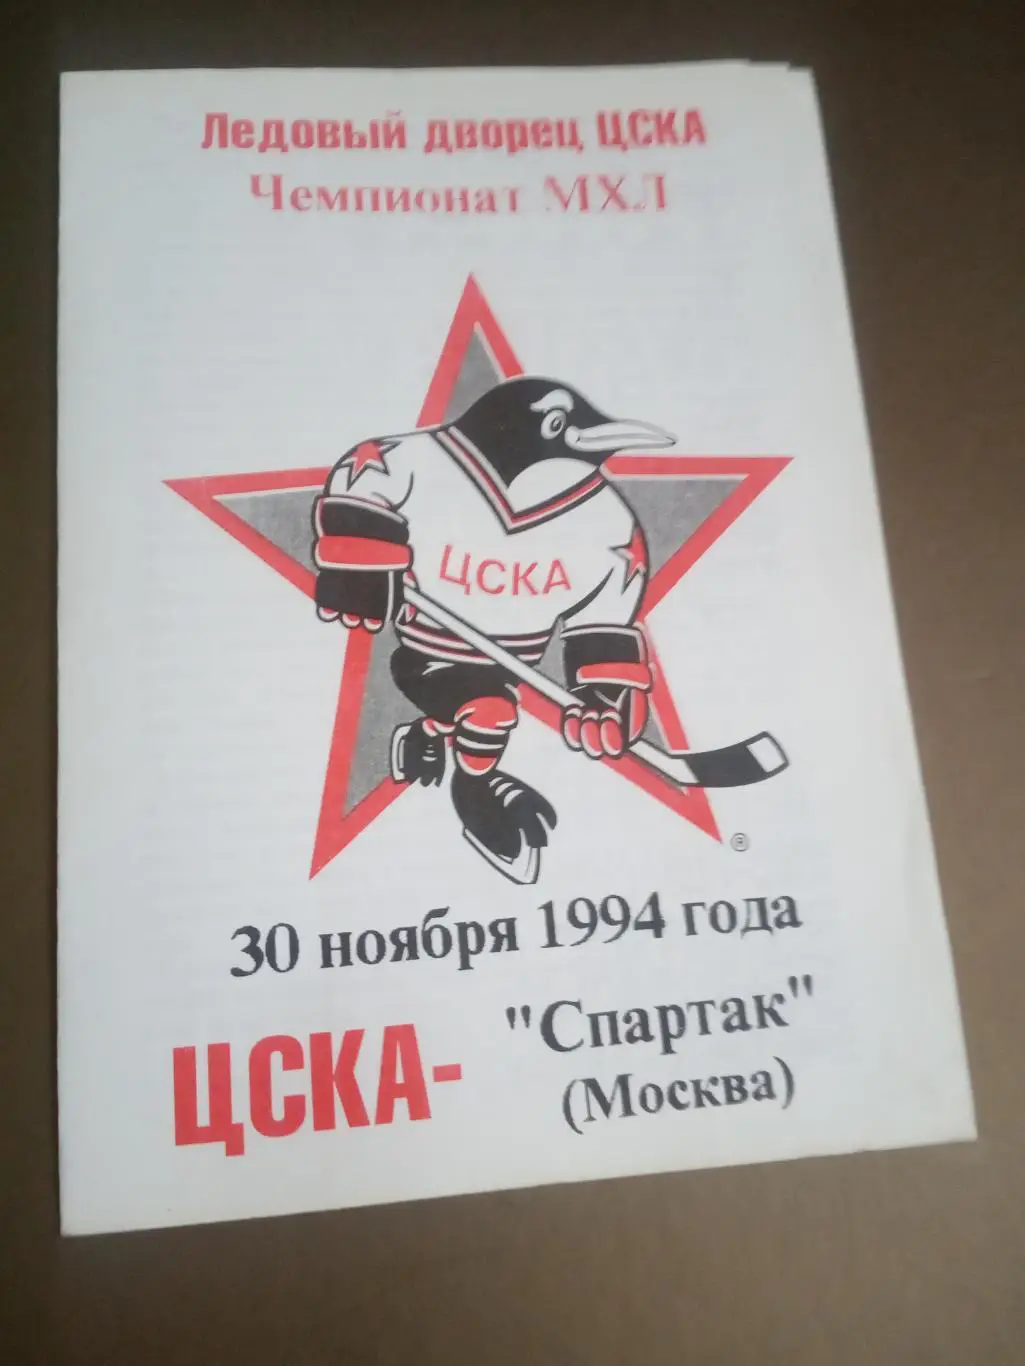 Ледовый дворец ЦСКА
Чемпионат МХЛ
ЦСКА
®
30 ноября 1994 года
ЦСКА-
"Спартак"
(Москва)